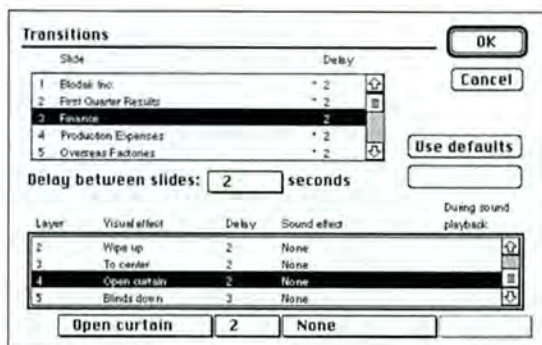 Transitions
OK
Cancel
Slide Delay
1 Blodak Inc. * 2
2 First Quarter Results * 2
3 Finance 2
4 Production Expenses * 2
5 Overseas Factories * 2
Use defaults
Delay between slides: 2 seconds
Layer Visual effect Delay Sound effect During sound playback
2 Wipe up 2 None
3 To center 2 None
4 Open curtain 2 None
5 Blinds down 3 None
Open curtain 2 None